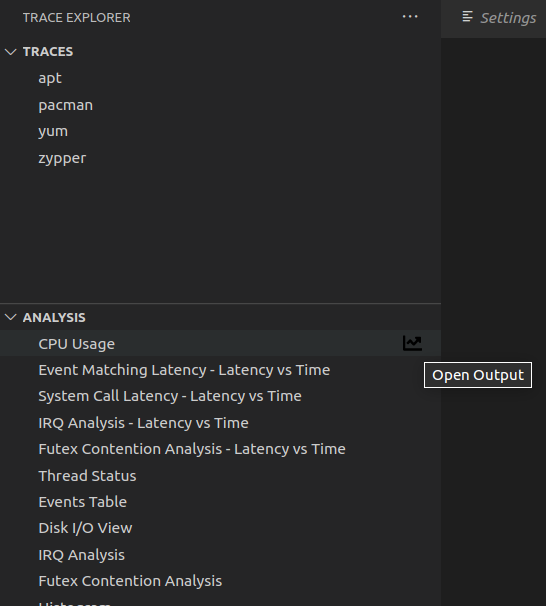 TRACE EXPLORER
Settings
TRACES
apt
pacman
yum
zypper
ANALYSIS
CPU Usage
Event Matching Latency - Latency vs Time
Open Output
System Call Latency - Latency vs Time
IRQ Analysis - Latency vs Time
Futex Contention Analysis - Latency vs Time
Thread Status
Events Table
Disk I/O View
IRQ Analysis
Futex Contention Analysis